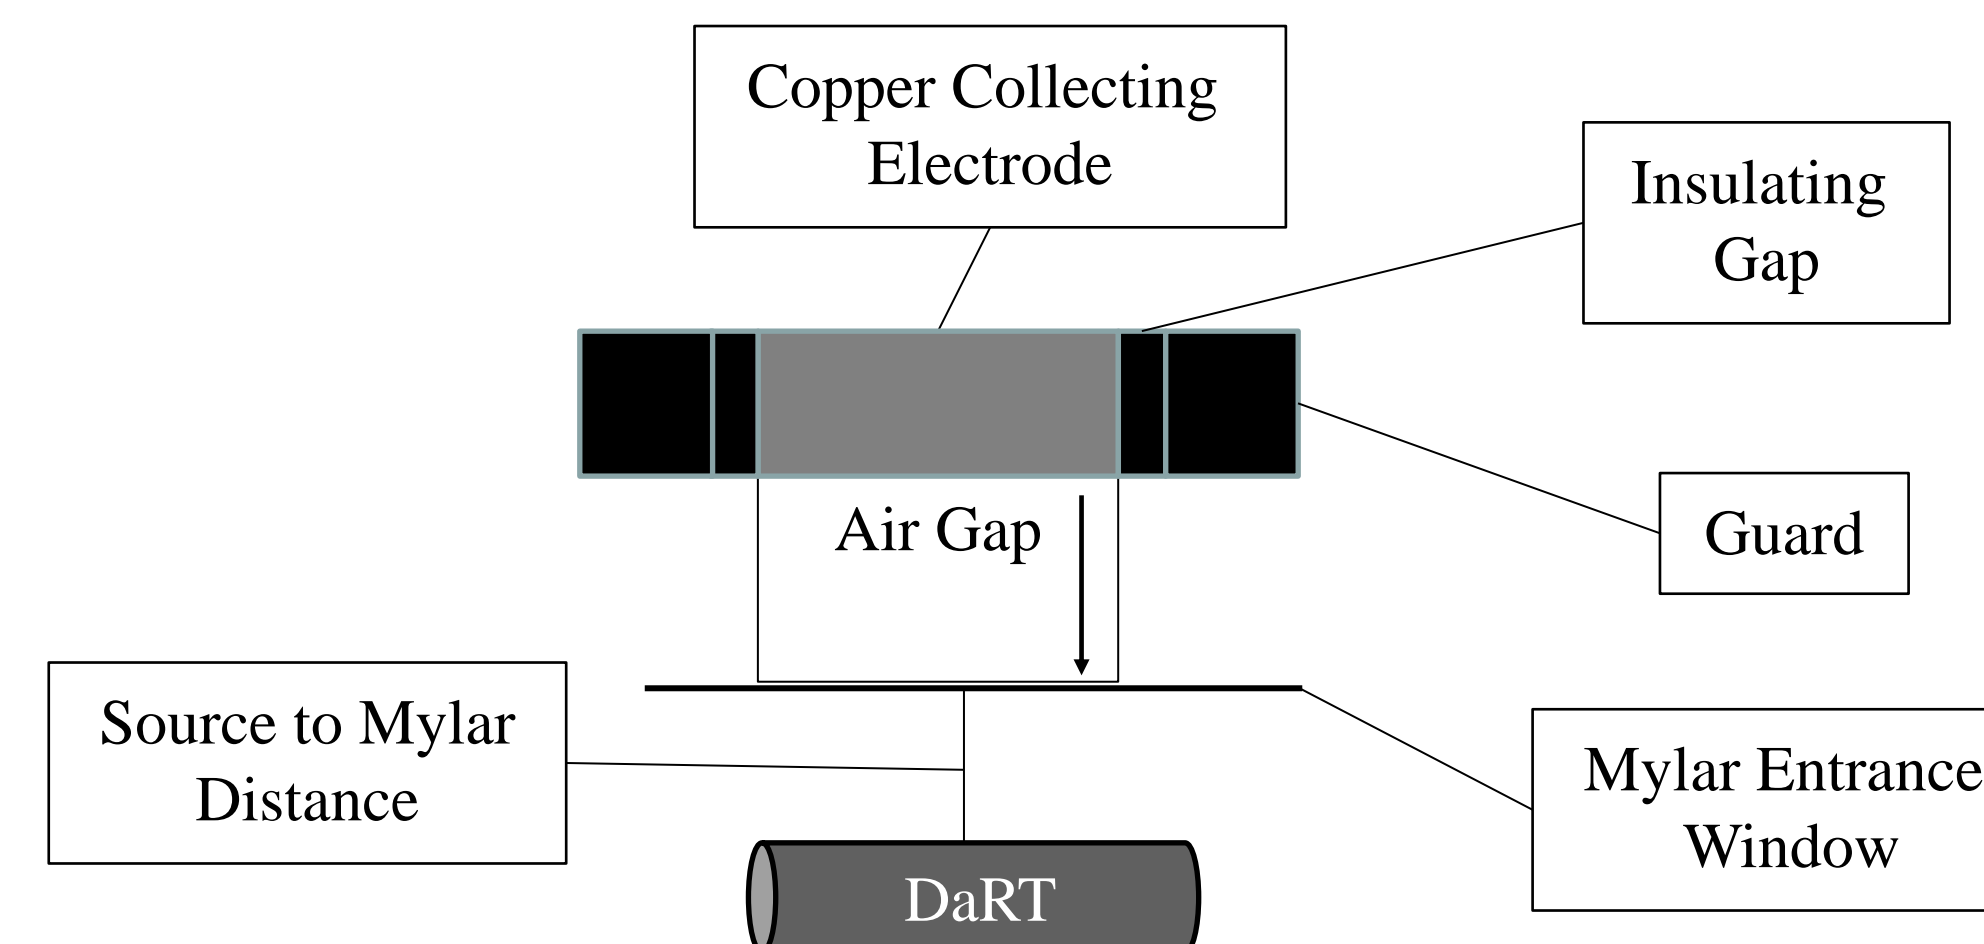 Copper Collecting
Electrode
Insulating
Gap
Air Gap
Guard
Source to Mylar
Distance
Mylar Entrance
Window
DaRT